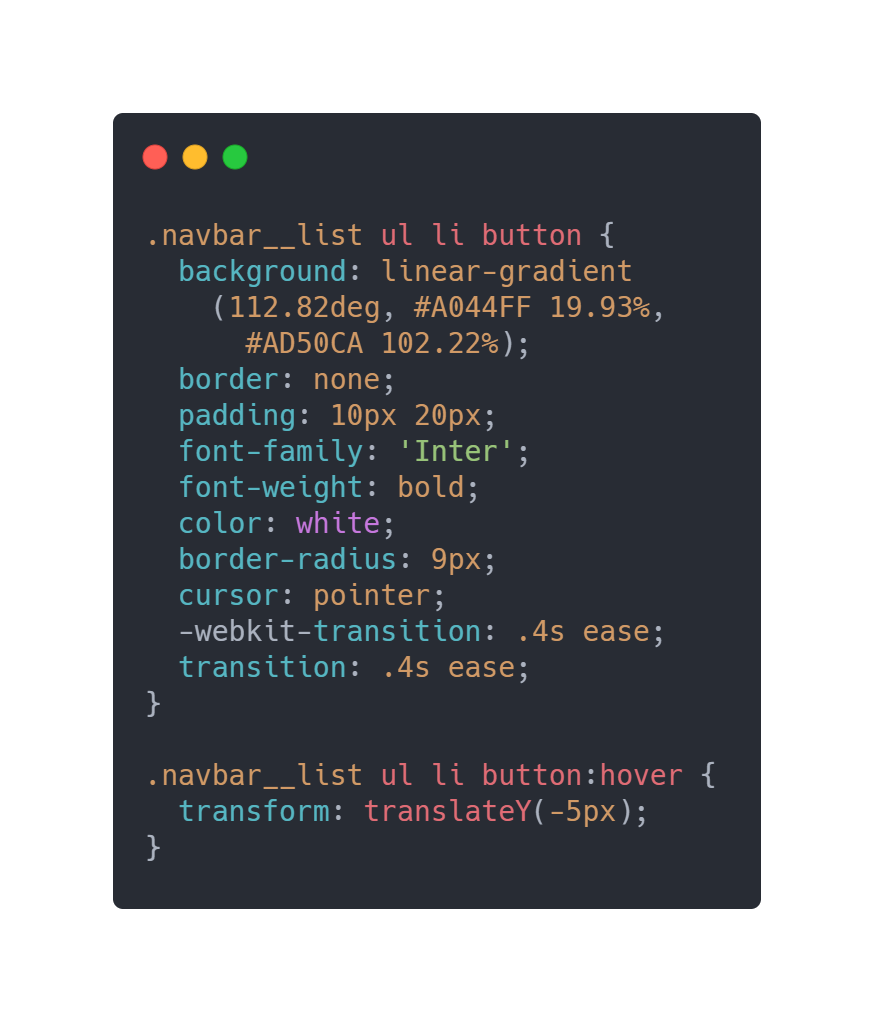 .navbar__list ul li button {
  background: linear-gradient
    (112.82deg, #A044FF 19.93%,
      #AD50CA 102.22%);
  border: none;
  padding: 10px 20px;
  font-family: 'Inter';
  font-weight: bold;
  color: white;
  border-radius: 9px;
  cursor: pointer;
  -webkit-transition: .4s ease;
  transition: .4s ease;
}

.navbar__list ul li button:hover {
  transform: translateY(-5px);
}